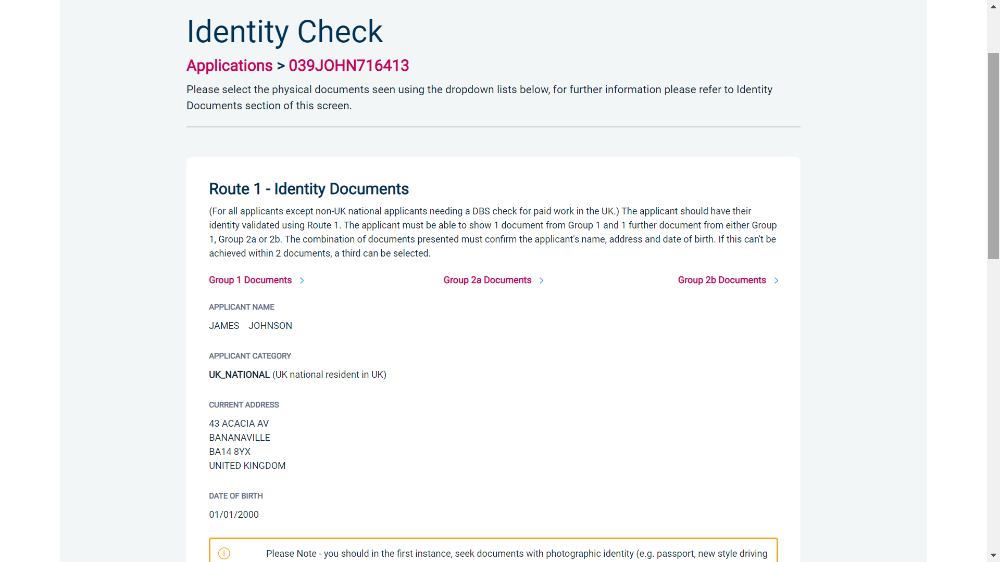 Identity Check
Applications > 039JOHN716413
Please select the physical documents seen using the dropdown lists below, for further information please refer to Identity
Documents section of this screen.
Route 1 - Identity Documents
(For all applicants except non-UK national applicants needing a DBS check for paid work in the UK.) The applicant should have their
identity validated using Route 1. The applicant must be able to show 1 document from Group 1 and 1 further document from either Group
1, Group 2a or 2b. The combination of documents presented must confirm the applicant's name, address and date of birth. If this can't be
achieved within 2 documents, a third can be selected.
Group 1 Documents Group 2a Documents Group 2b Documents
APPLICANT NAME
JAMES JOHNSON
APPLICANT CATEGORY
UK_NATIONAL (UK national resident in UK)
CURRENT ADDRESS
43 ACACIA AV
BANANAVILLE
BA14 8YX
UNITED KINGDOM
DATE OF BIRTH
01/01/2000
Please Note - you should in the first instance, seek documents with photographic identity (e.g. passport, new style driving